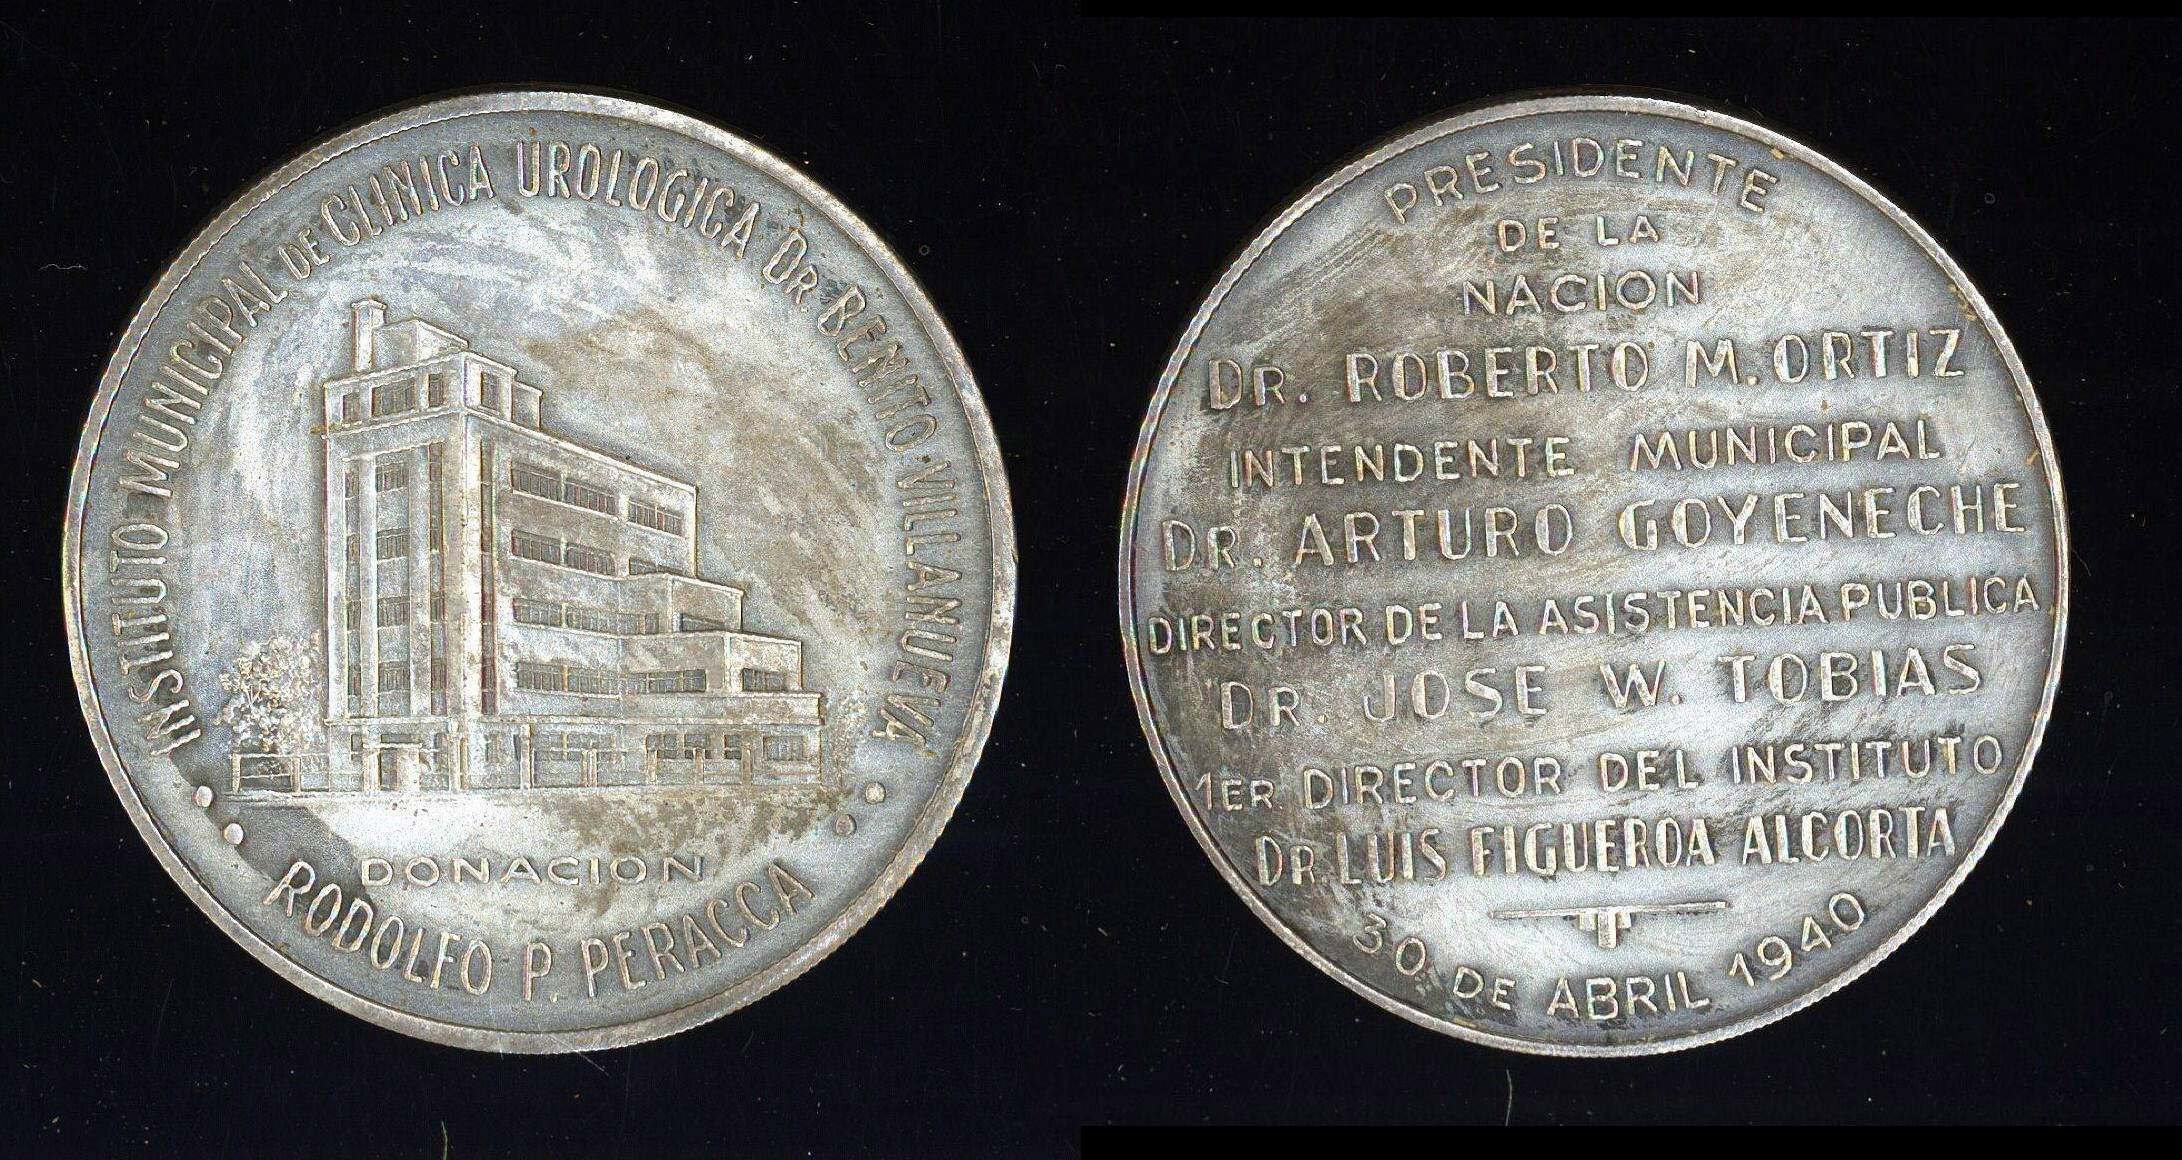 INSTITUTO MUNICIPAL DE CLINICA UROLOGICA DR. BENITO VILLANUEVA
DONACION
RODOLFO P. PERACCA
PRESIDENTE
DE LA
NACION
DR. ROBERTO M. ORTIZ
INTENDENTE MUNICIPAL
DR. ARTURO GOYENECHE
DIRECTOR DE LA ASISTENCIA PUBLICA
DR. JOSE W. TOBIAS
1ER DIRECTOR DEL INSTITUTO
DR. LUIS FIGUEROA ALCORTA
30 DE ABRIL 1940